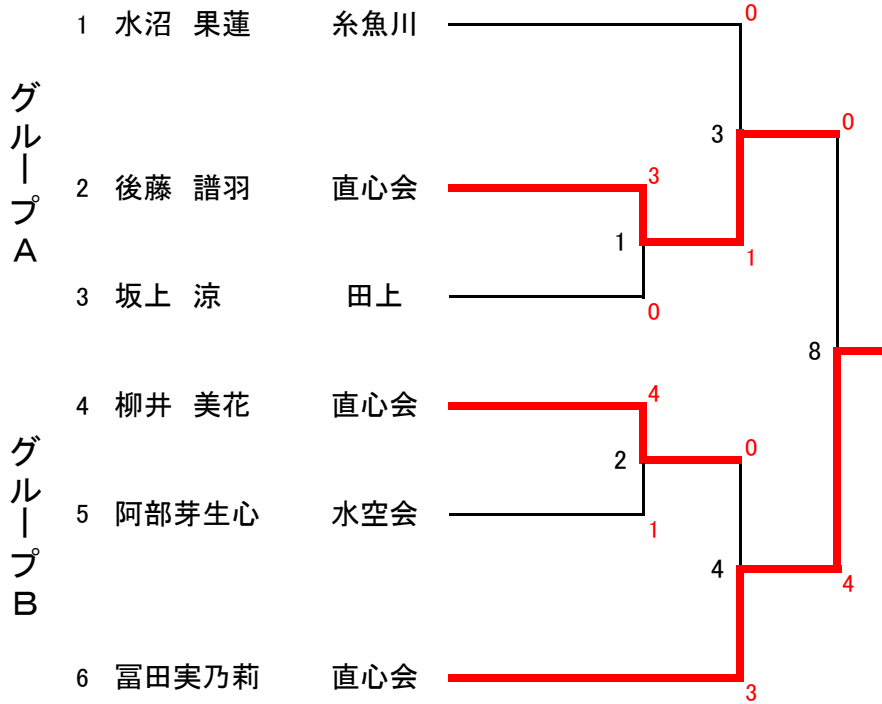 グループA
1 水沼 果蓮 糸魚川
0
3
0
2 後藤 譜羽 直心会
3
1
1
3 坂上 涼 田上
0
8
グループB
4 柳井 美花 直心会
4
2
0
5 阿部芽生心 水空会
1
4
4
6 冨田実乃莉 直心会
3